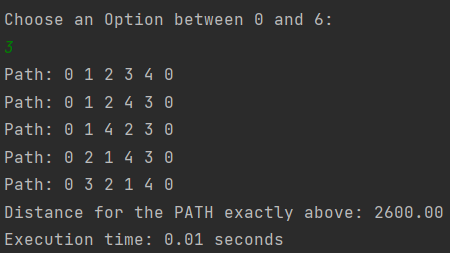 Choose an Option between 0 and 6:
3
Path: 0 1 2 3 4 0
Path: 0 1 2 4 3 0
Path: 0 1 4 2 3 0
Path: 0 2 1 4 3 0
Path: 0 3 2 1 4 0
Distance for the PATH exactly above: 2600.00
Execution time: 0.01 seconds